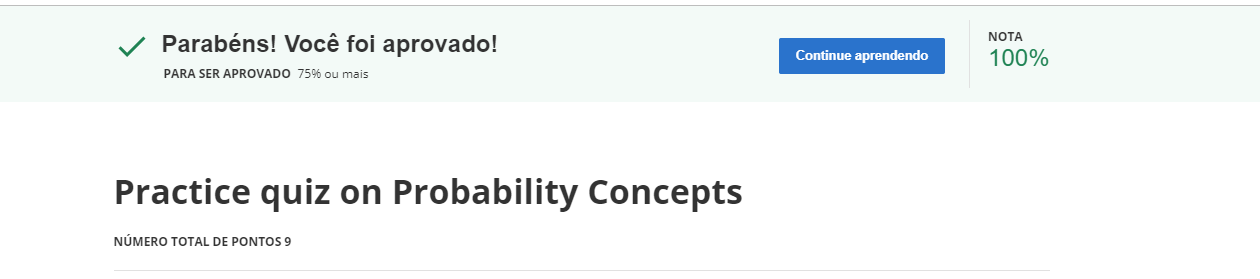 Parabéns! Você foi aprovado!
PARA SER APROVADO 75% ou mais
Continue aprendendo
NOTA
100%
Practice quiz on Probability Concepts
NÚMERO TOTAL DE PONTOS 9